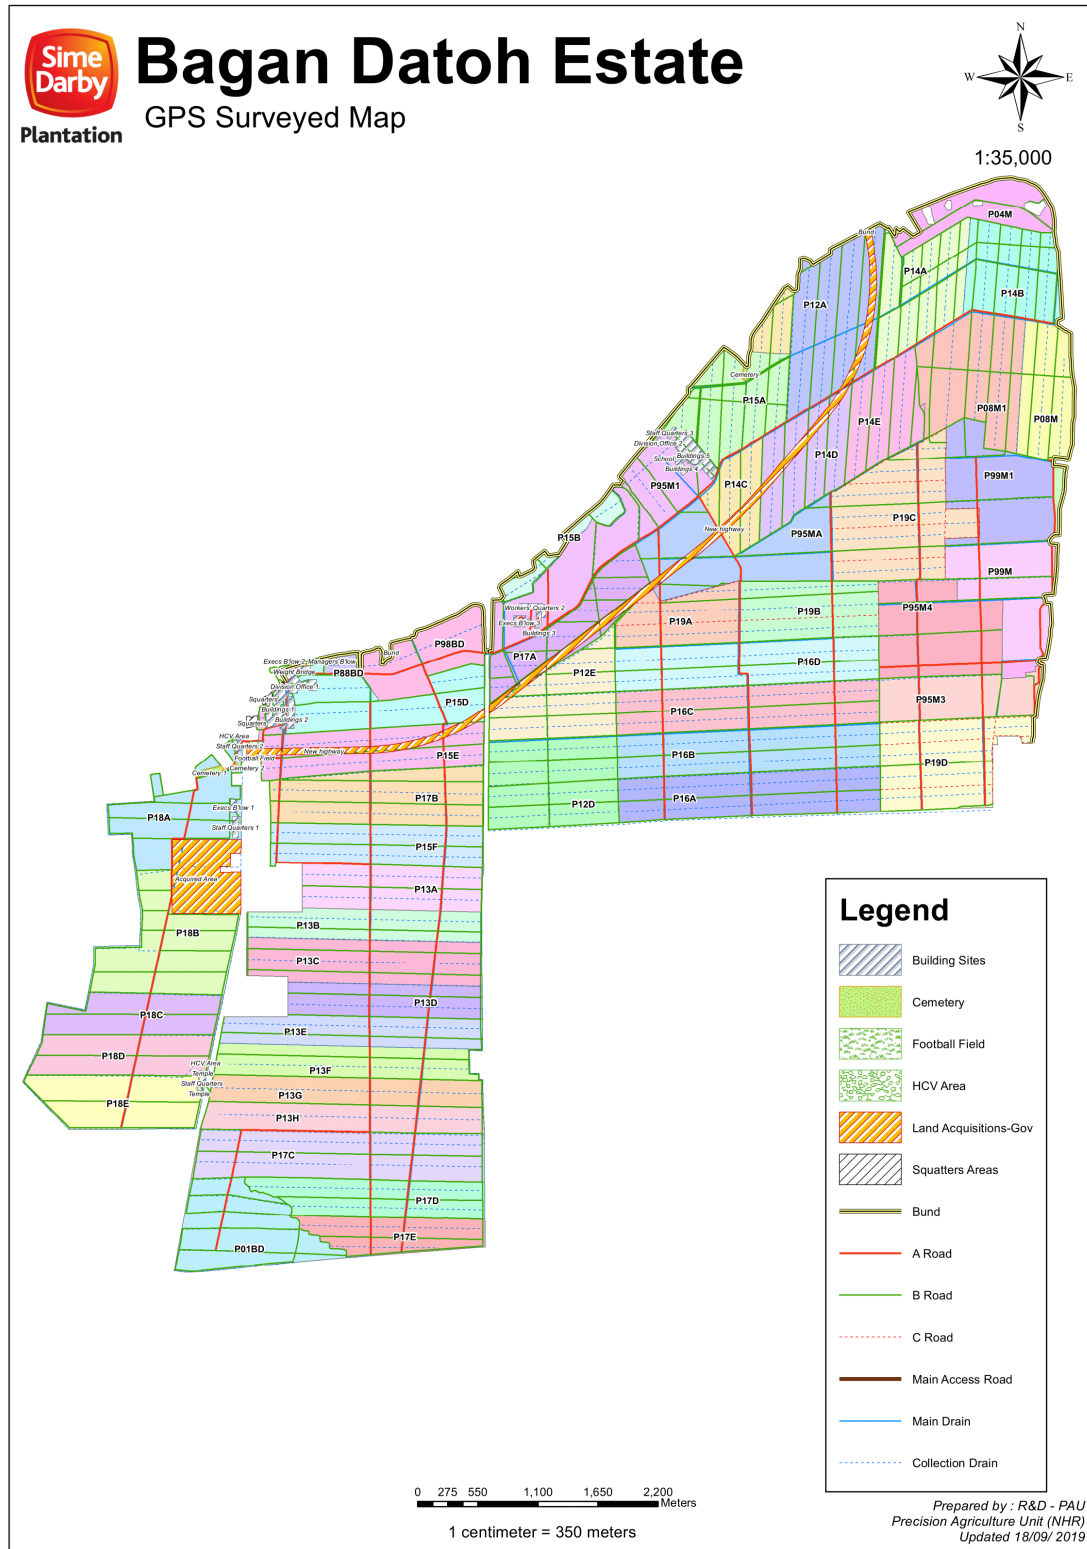 Sime
Darby
Plantation
Bagan Datoh Estate
GPS Surveyed Map
N
W
E
S
1:35,000
P04M
Bund
P14A
P14B
P12A
Cemetery
P15A
P14E
P08M1
P08M
Staff Quarters 3
Division Office 2
School
Buildings 5
Buildings 4
P14D
P14C
P95M1
P99M1
P19C
New highway
P95MA
P15B
P99M
Workers' Quarters 2
Execs B'low 3
Buildings 3
P19A
P19B
P95M4
P98BD
Bund
P17A
P16D
P12E
Execs B'low 2
Managers B'low
Weight Bridge
P88BD
Division Office 1
Squatters
Buildings 1
Buildings 2
Squatters
P15D
P16C
P95M3
HCV Area
Staff Quarters 2
New highway
Football Field
P15E
Cemetery 2
Cemetery 1
P16B
P19D
P17B
P12D
P16A
Execs B'low 1
P18A
Staff Quarters 1
P15F
Acquired Area
P13A
P13B
P18B
P13C
P13D
P18C
P13E
P18D
HCV Area
Temple
Staff Quarters
Temple
P13F
P13G
P18E
P13H
P17C
P17D
P17E
P01BD
Legend
Building Sites
Cemetery
Football Field
HCV Area
Land Acquisitions-Gov
Squatters Areas
Bund
A Road
B Road
C Road
Main Access Road
Main Drain
Collection Drain
0 275 550 1,100 1,650 2,200
Meters
1 centimeter = 350 meters
Prepared by : R&D - PAU
Precision Agriculture Unit (NHR)
Updated 18/09/ 2019